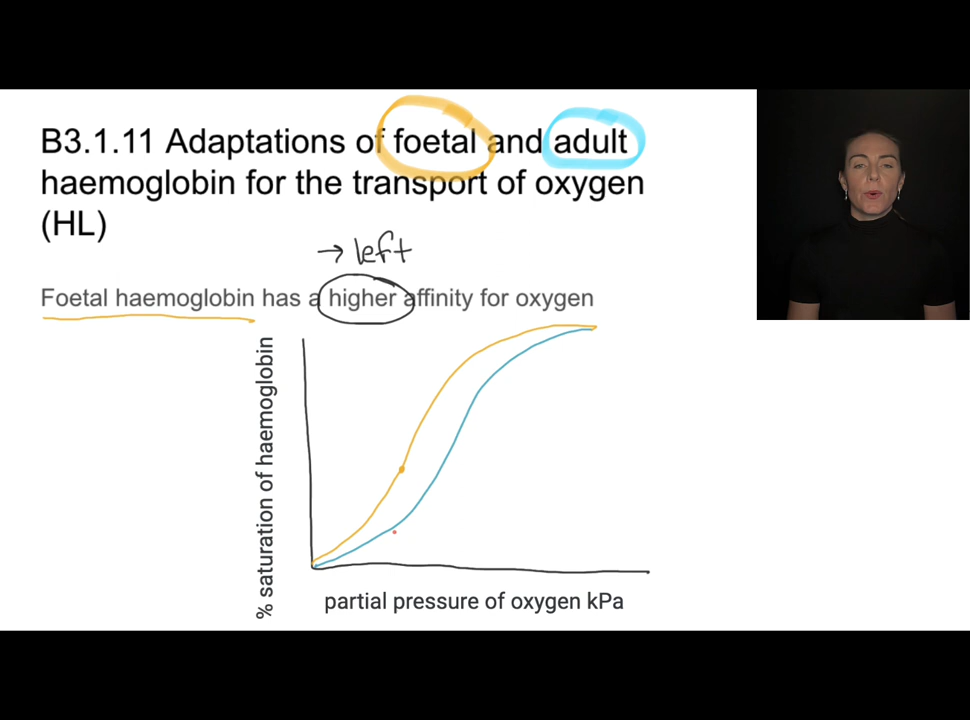 B3.1.11 Adaptations of foetal and adult
haemoglobin for the transport of oxygen
(HL)
→ left
Foetal haemoglobin has a higher affinity for oxygen
% saturation of haemoglobin
partial pressure of oxygen kPa